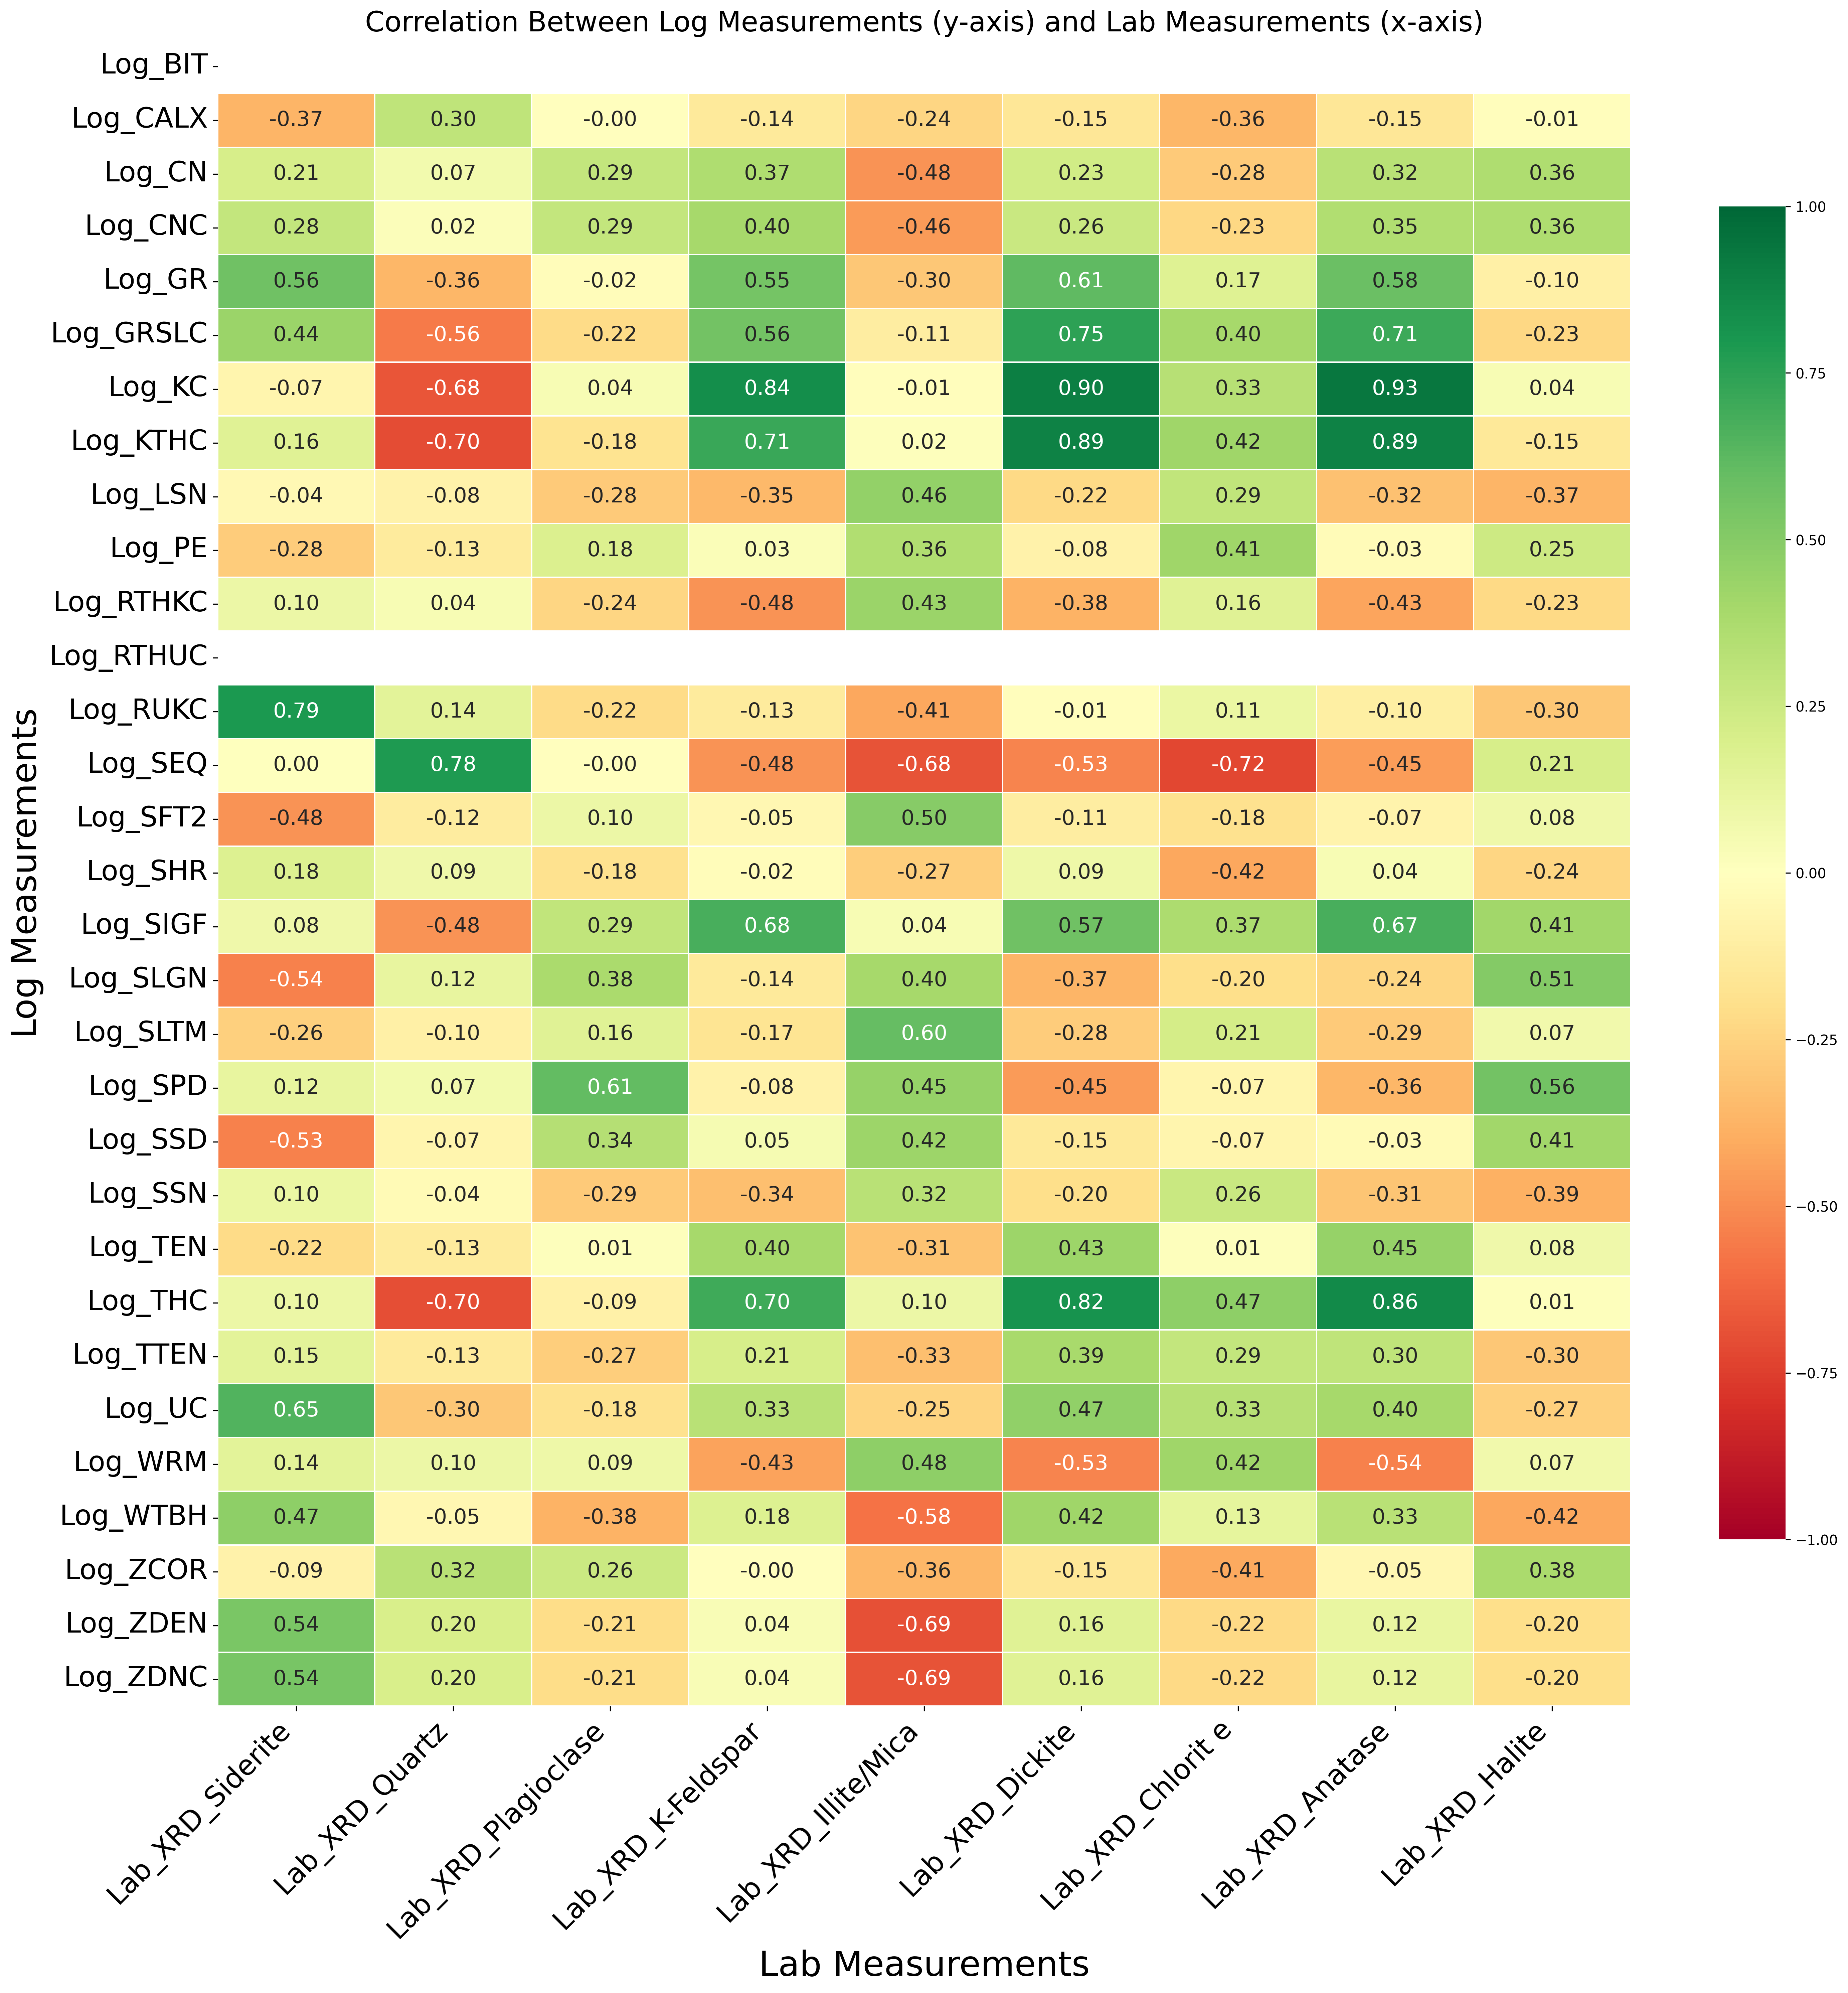 Correlation Between Log Measurements (y-axis) and Lab Measurements (x-axis)
Log Measurements
Log_BIT
Log_CALX -0.37 0.30 -0.00 -0.14 -0.24 -0.15 -0.36 -0.15 -0.01
Log_CN 0.21 0.07 0.29 0.37 -0.48 0.23 -0.28 0.32 0.36
Log_CNC 0.28 0.02 0.29 0.40 -0.46 0.26 -0.23 0.35 0.36
Log_GR 0.56 -0.36 -0.02 0.55 -0.30 0.61 0.17 0.58 -0.10
Log_GRSLC 0.44 -0.56 -0.22 0.56 -0.11 0.75 0.40 0.71 -0.23
Log_KC -0.07 -0.68 0.04 0.84 -0.01 0.90 0.33 0.93 0.04
Log_KTHC 0.16 -0.70 -0.18 0.71 0.02 0.89 0.42 0.89 -0.15
Log_LSN -0.04 -0.08 -0.28 -0.35 0.46 -0.22 0.29 -0.32 -0.37
Log_PE -0.28 -0.13 0.18 0.03 0.36 -0.08 0.41 -0.03 0.25
Log_RTHKC 0.10 0.04 -0.24 -0.48 0.43 -0.38 0.16 -0.43 -0.23
Log_RTHUC
Log_RUKC 0.79 0.14 -0.22 -0.13 -0.41 -0.01 0.11 -0.10 -0.30
Log_SEQ 0.00 0.78 -0.00 -0.48 -0.68 -0.53 -0.72 -0.45 0.21
Log_SFT2 -0.48 -0.12 0.10 -0.05 0.50 -0.11 -0.18 -0.07 0.08
Log_SHR 0.18 0.09 -0.18 -0.02 -0.27 0.09 -0.42 0.04 -0.24
Log_SIGF 0.08 -0.48 0.29 0.68 0.04 0.57 0.37 0.67 0.41
Log_SLGN -0.54 0.12 0.38 -0.14 0.40 -0.37 -0.20 -0.24 0.51
Log_SLTM -0.26 -0.10 0.16 -0.17 0.60 -0.28 0.21 -0.29 0.07
Log_SPD 0.12 0.07 0.61 -0.08 0.45 -0.45 -0.07 -0.36 0.56
Log_SSD -0.53 -0.07 0.34 0.05 0.42 -0.15 -0.07 -0.03 0.41
Log_SSN 0.10 -0.04 -0.29 -0.34 0.32 -0.20 0.26 -0.31 -0.39
Log_TEN -0.22 -0.13 0.01 0.40 -0.31 0.43 0.01 0.45 0.08
Log_THC 0.10 -0.70 -0.09 0.70 0.10 0.82 0.47 0.86 0.01
Log_TTEN 0.15 -0.13 -0.27 0.21 -0.33 0.39 0.29 0.30 -0.30
Log_UC 0.65 -0.30 -0.18 0.33 -0.25 0.47 0.33 0.40 -0.27
Log_WRM 0.14 0.10 0.09 -0.43 0.48 -0.53 0.42 -0.54 0.07
Log_WTBH 0.47 -0.05 -0.38 0.18 -0.58 0.42 0.13 0.33 -0.42
Log_ZCOR -0.09 0.32 0.26 -0.00 -0.36 -0.15 -0.41 -0.05 0.38
Log_ZDEN 0.54 0.20 -0.21 0.04 -0.69 0.16 -0.22 0.12 -0.20
Log_ZDNC 0.54 0.20 -0.21 0.04 -0.69 0.16 -0.22 0.12 -0.20
Lab_XRD_Siderite
Lab_XRD_Quartz
Lab_XRD_Plagioclase
Lab_XRD_K-Feldspar
Lab_XRD_Illite/Mica
Lab_XRD_Dickite
Lab_XRD_Chlorit e
Lab_XRD_Anatase
Lab_XRD_Halite
Lab Measurements
1.00
0.75
0.50
0.25
0.00
−0.25
−0.50
−0.75
−1.00